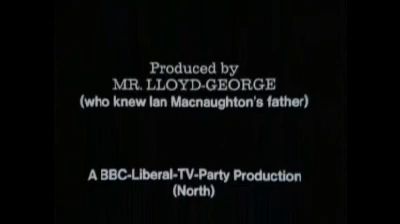 Produced by
MR. LLOYD-GEORGE
(who knew Ian Macnaughton's father)
A BBC-Liberal-TV-Party Production
(North)